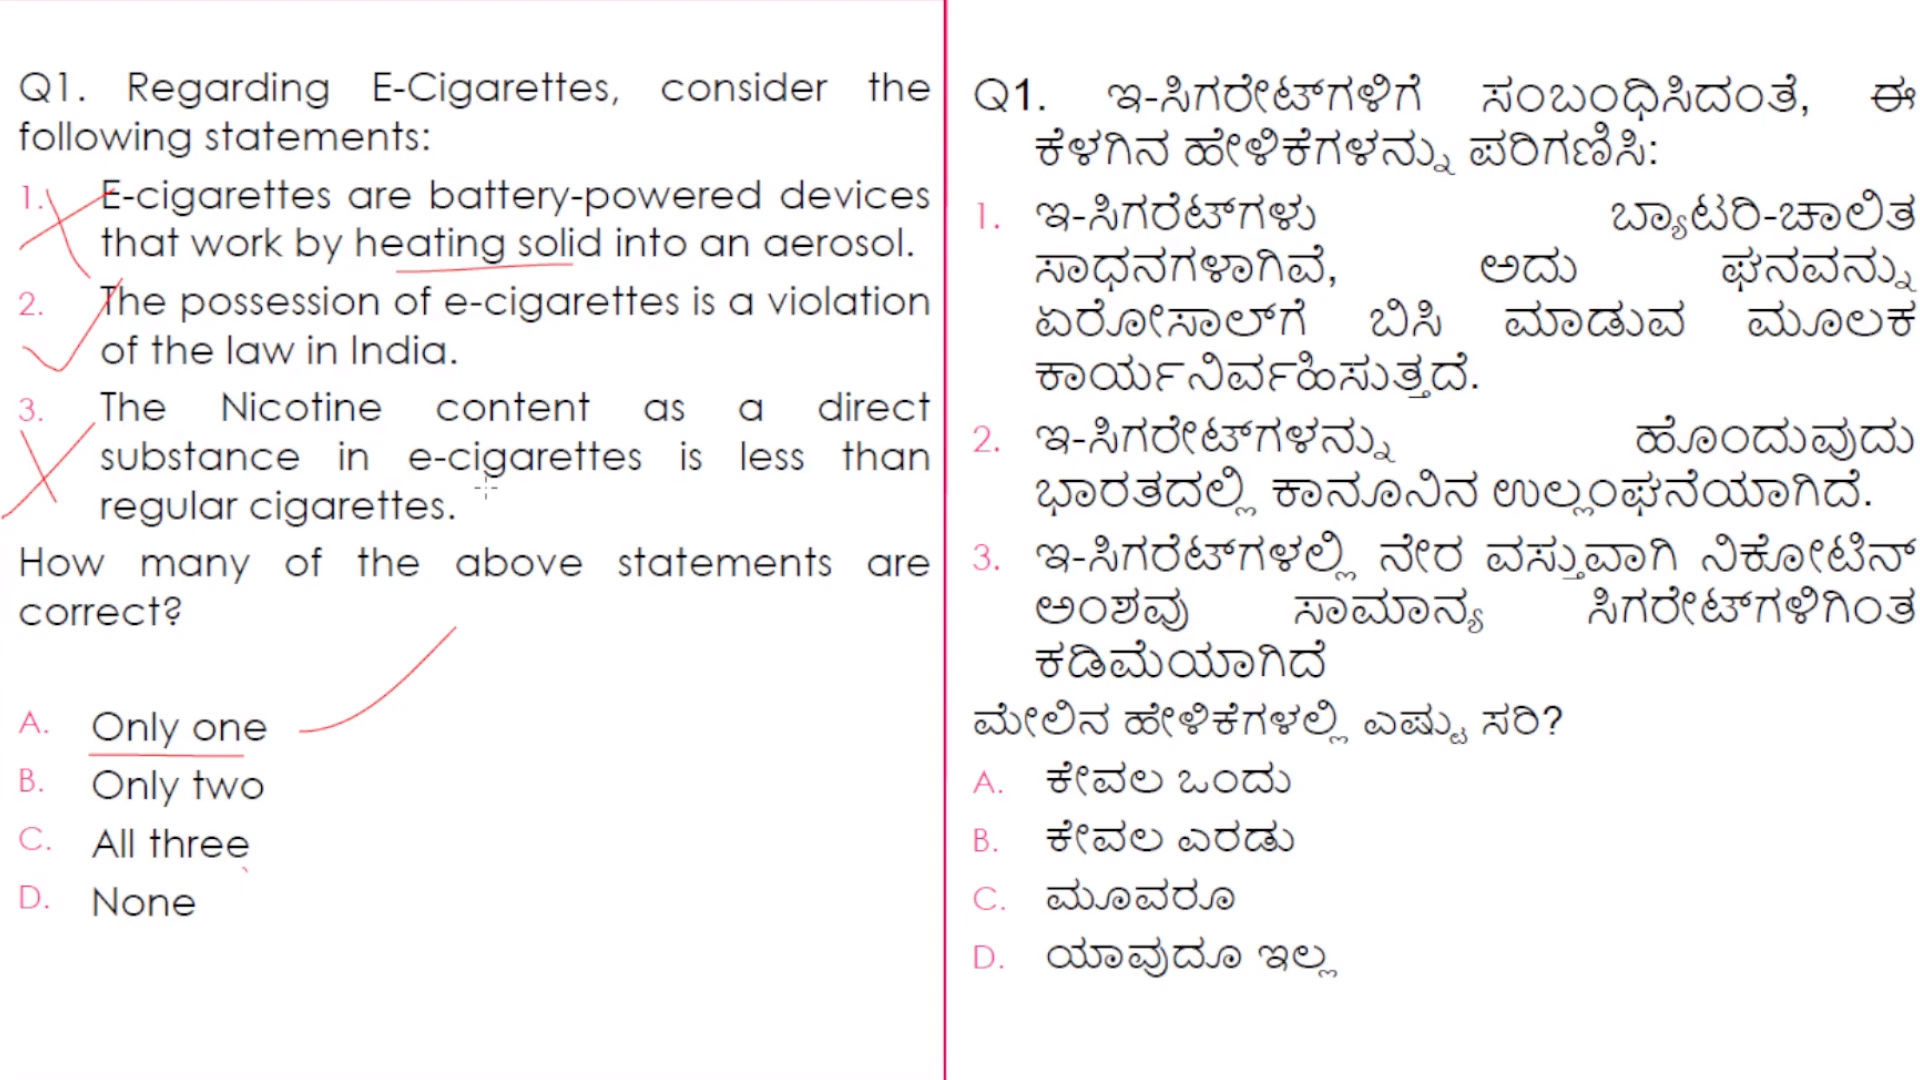 Q1. Regarding E-Cigarettes, consider the
following statements:
1. E-cigarettes are battery-powered devices
that work by heating solid into an aerosol.
2. The possession of e-cigarettes is a violation
of the law in India.
3. The Nicotine content as a direct
substance in e-cigarettes is less than
regular cigarettes.
How many of the above statements are
correct?
A. Only one
B. Only two
C. All three
D. None
Q1. ಇ-ಸಿಗರೇಟ್‌ಗಳಿಗೆ ಸಂಬಂಧಿಸಿದಂತೆ, ಈ
ಕೆಳಗಿನ ಹೇಳಿಕೆಗಳನ್ನು ಪರಿಗಣಿಸಿ:
1. ಇ-ಸಿಗರೆಟ್‌ಗಳು ಬ್ಯಾಟರಿ-ಚಾಲಿತ
ಸಾಧನಗಳಾಗಿವೆ, ಅದು ಘನವನ್ನು
ಏರೋಸಾಲ್‌ಗೆ ಬಿಸಿ ಮಾಡುವ ಮೂಲಕ
ಕಾರ್ಯನಿರ್ವಹಿಸುತ್ತದೆ.
2. ಇ-ಸಿಗರೇಟ್‌ಗಳನ್ನು ಹೊಂದುವುದು
ಭಾರತದಲ್ಲಿ ಕಾನೂನಿನ ಉಲ್ಲಂಘನೆಯಾಗಿದೆ.
3. ಇ-ಸಿಗರೆಟ್‌ಗಳಲ್ಲಿ ನೇರ ವಸ್ತುವಾಗಿ ನಿಕೋಟಿನ್
ಅಂಶವು ಸಾಮಾನ್ಯ ಸಿಗರೇಟ್‌ಗಳಿಗಿಂತ
ಕಡಿಮೆಯಾಗಿದೆ
ಮೇಲಿನ ಹೇಳಿಕೆಗಳಲ್ಲಿ ಎಷ್ಟು ಸರಿ?
A. ಕೇವಲ ಒಂದು
B. ಕೇವಲ ಎರಡು
C. ಮೂವರೂ
D. ಯಾವುದೂ ಇಲ್ಲ